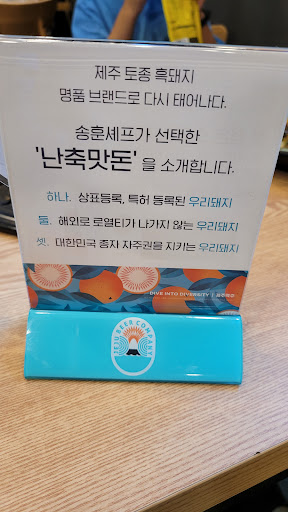 제주 토종 흑돼지
명품 브랜드로 다시 태어나다.
송훈셰프가 선택한
'난축맛돈' 을 소개합니다.
하나. 상표등록, 특허 등록된 우리돼지
둘. 해외로 로열티가 나가지 않는 우리돼지
셋. 대한민국 종자 자주권을 지키는 우리돼지
DIVE INTO DIVERSITY
JEJU BEER COMPANY